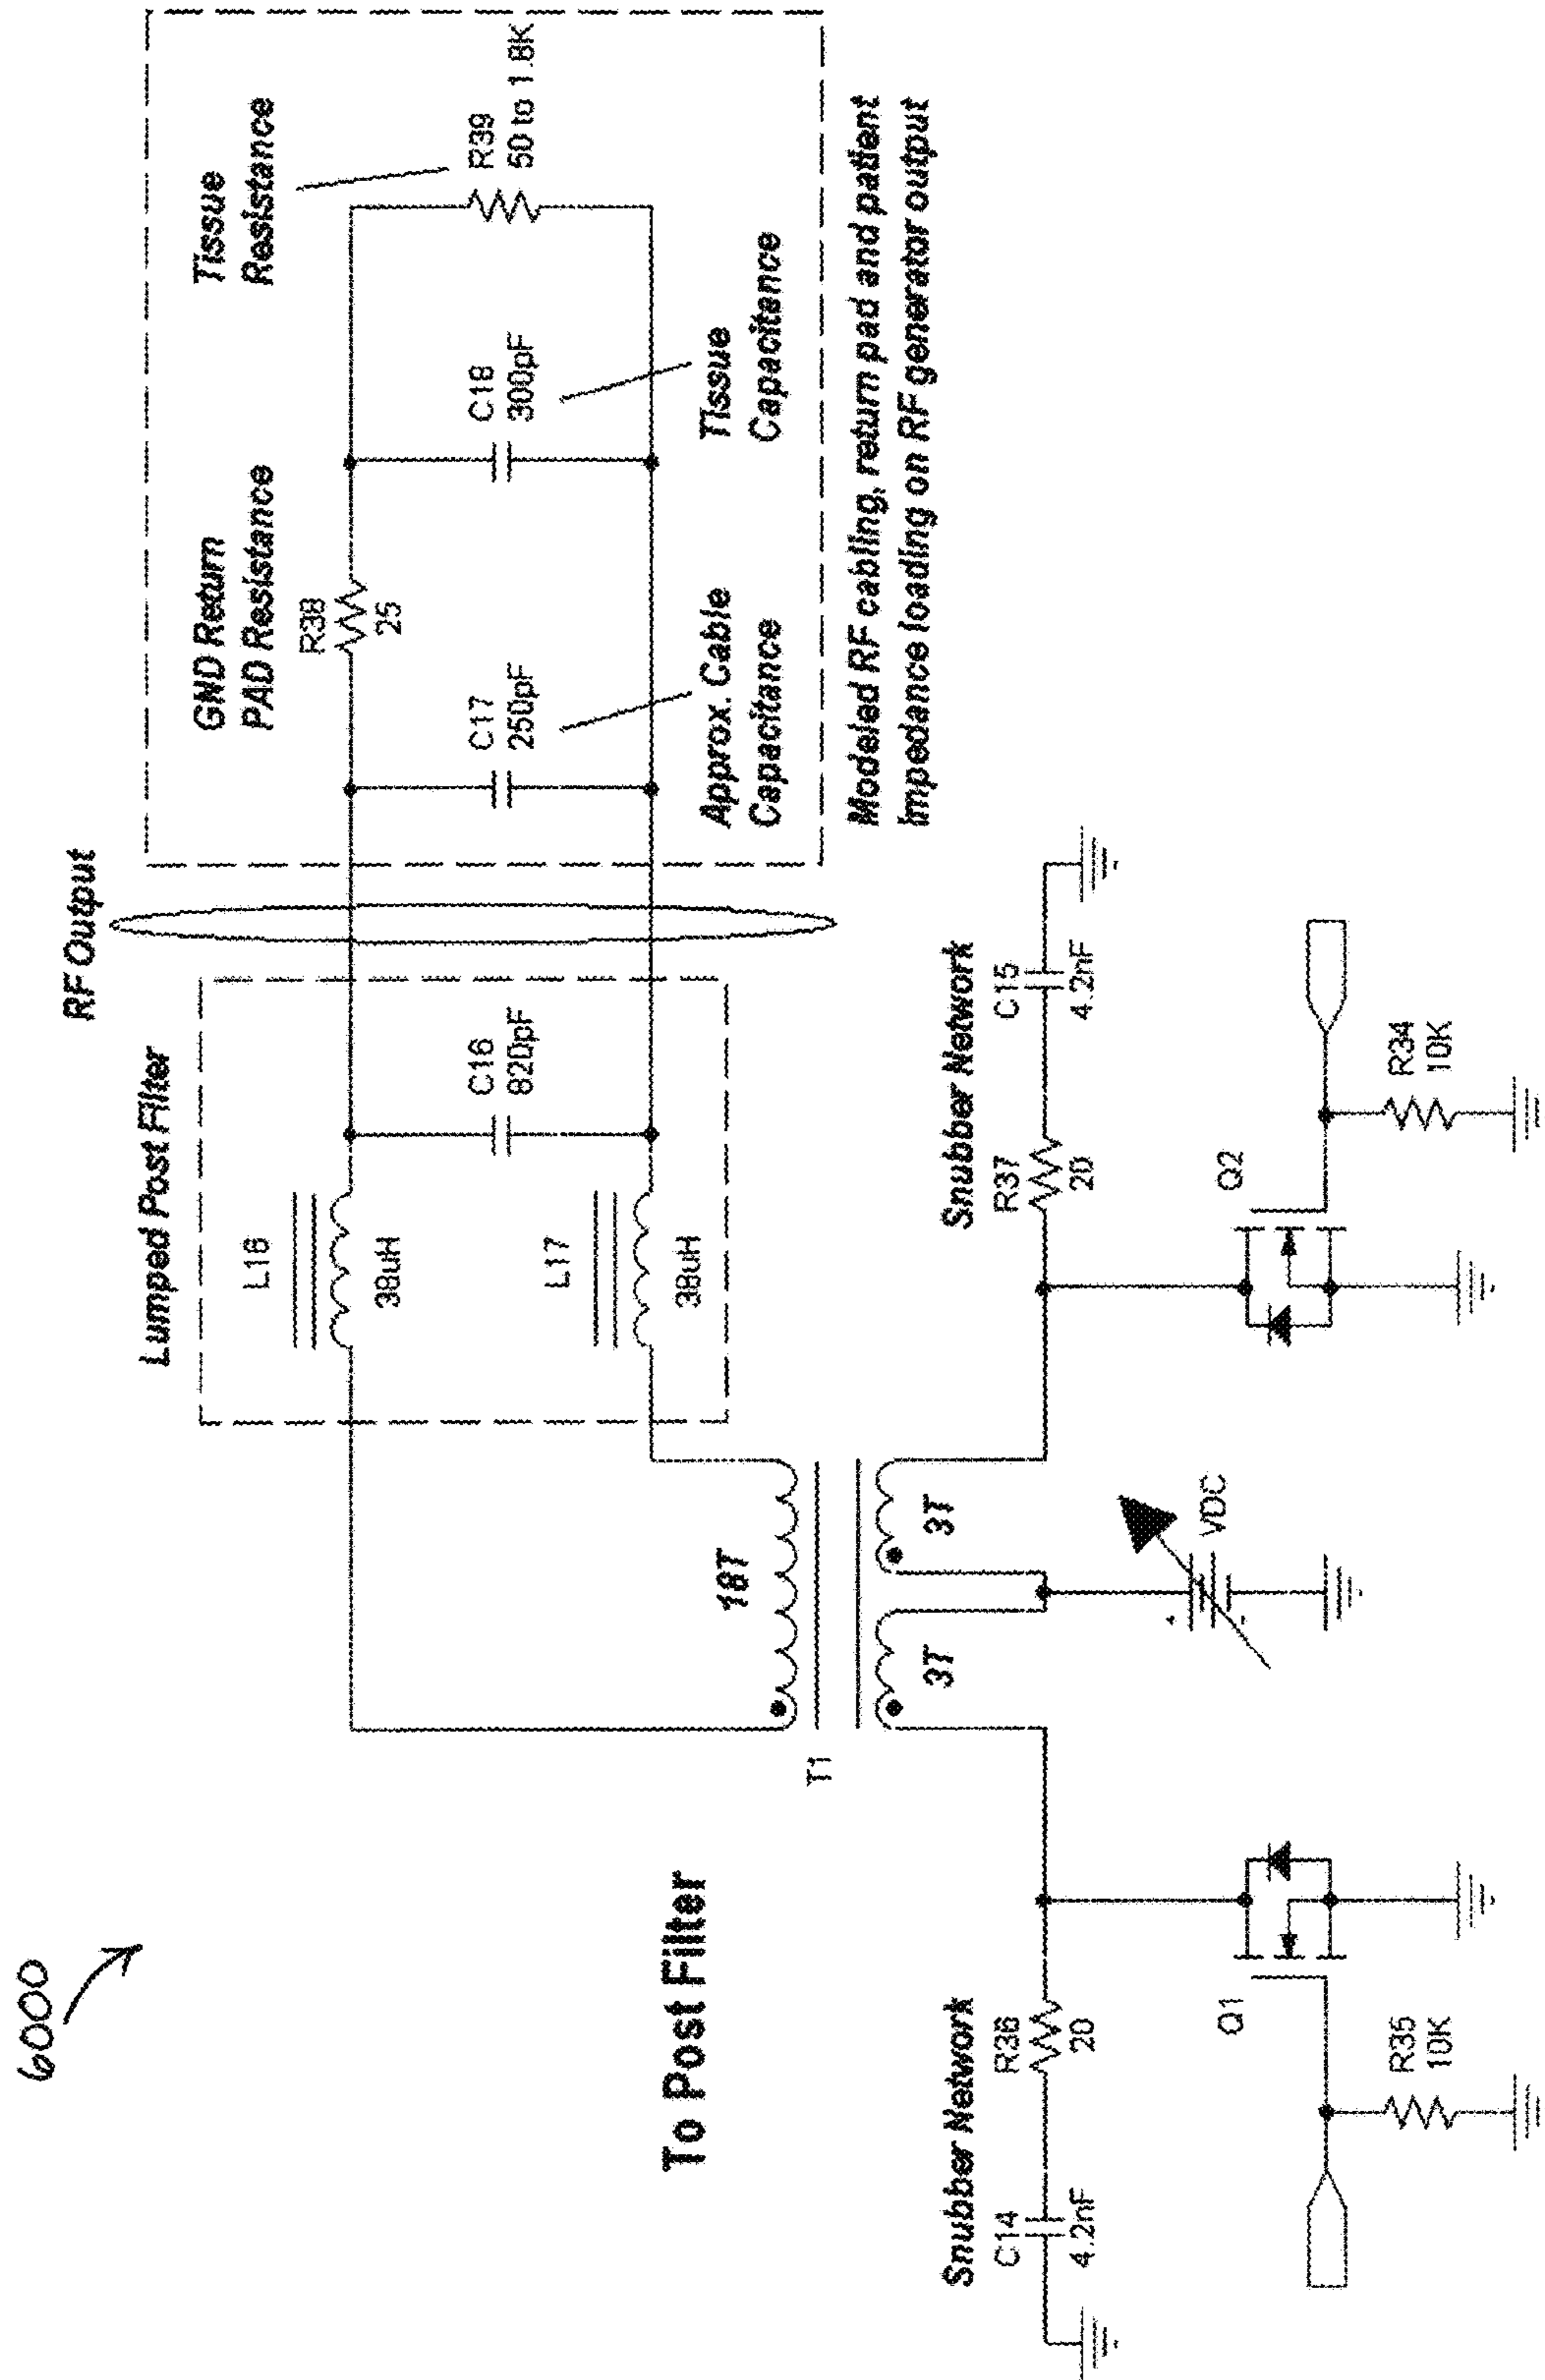 6000
RF Output
Lumped Post Filter
L16
38uH
L17
38uH
C16
820pF
GND Return
PAD Resistance
R38
25
Tissue
Resistance
R39
50 to 1.8K
C17
250pF
C18
300pF
Approx. Cable
Capacitance
Tissue
Capacitance
Modeled RF cabling, return pad and patient
impedance loading on RF generator output
To Post Filter
T1
18T
3T
3T
+
-
VDC
Snubber Network
C14
4.2nF
R36
20
Snubber Network
R37
20
C15
4.2nF
Q1
R35
10K
Q2
R34
10K